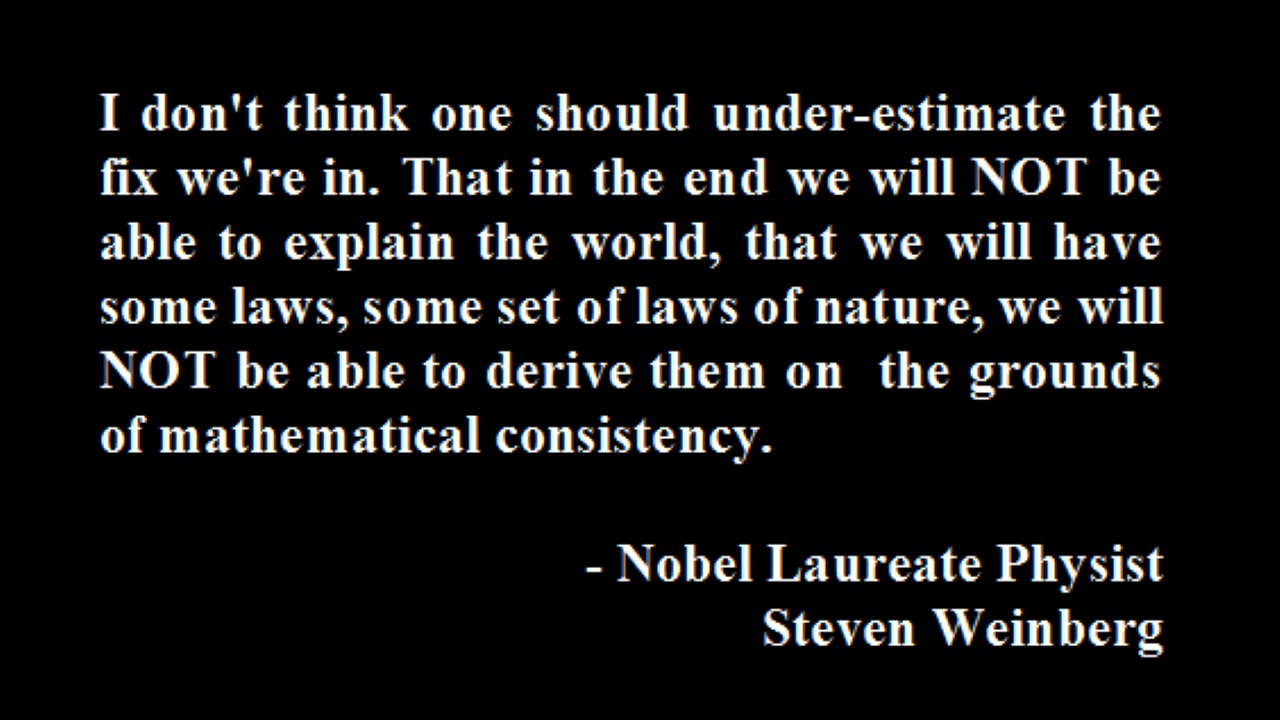 I don't think one should under-estimate the
fix we're in. That in the end we will NOT be
able to explain the world, that we will have
some laws, some set of laws of nature, we will
NOT be able to derive them on  the grounds
of mathematical consistency.
- Nobel Laureate Physist
Steven Weinberg